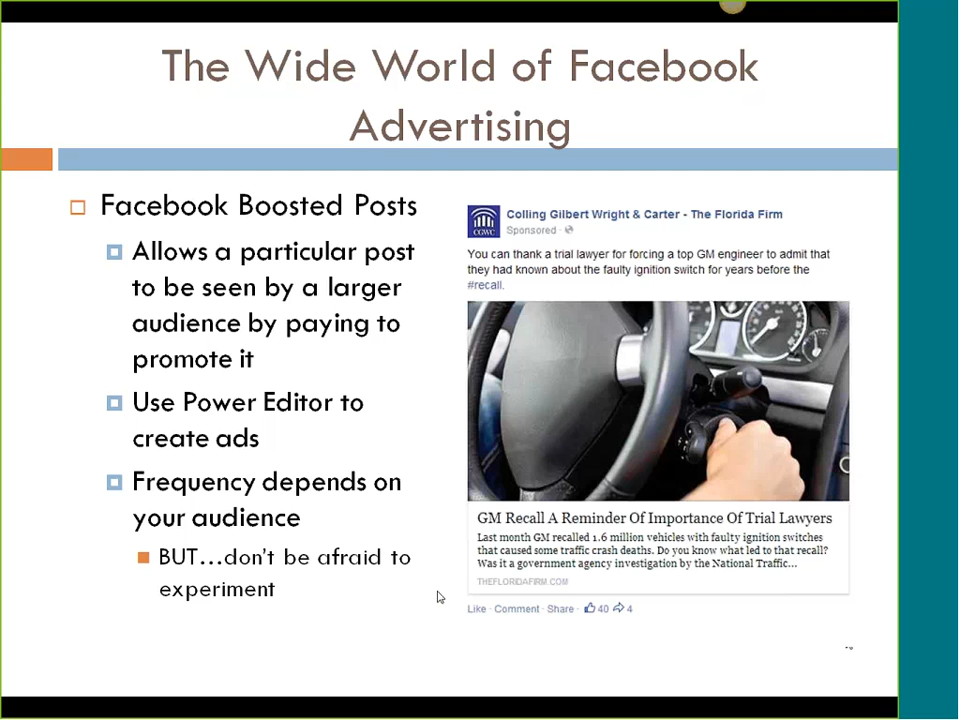 The Wide World of Facebook
Advertising
Facebook Boosted Posts
Allows a particular post
to be seen by a larger
audience by paying to
promote it
Use Power Editor to
create ads
Frequency depends on
your audience
BUT...don't be afraid to
experiment
CGWC
Colling Gilbert Wright & Carter - The Florida Firm
Sponsored ·
You can thank a trial lawyer for forcing a top GM engineer to admit that
they had known about the faulty ignition switch for years before the
#recall.
GM Recall A Reminder Of Importance Of Trial Lawyers
Last month GM recalled 1.6 million vehicles with faulty ignition switches
that caused some traffic crash deaths. Do you know what led to that recall?
Was it a government agency investigation by the National Traffic...
THEFLORIDAFIRM.COM
Like · Comment · Share · 40 4